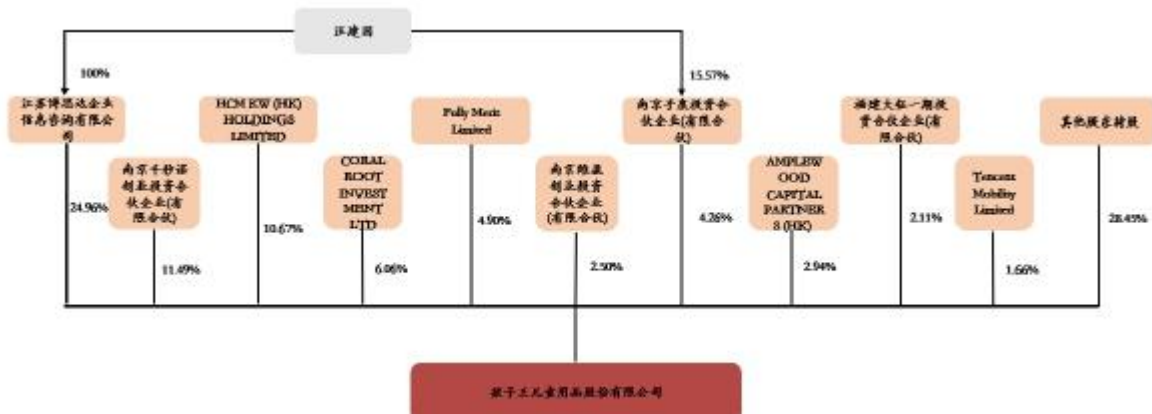 汪建国
100%
15.57%
江苏博思达企业
信息咨询有限公
司
HCM KW (HK)
HOLDINGS
LIMITED
Fully Merit
Limited
南京子泉投资合
伙企业(有限合
伙)
福建大钲一期投
资合伙企业(有
限合伙)
其他股东持股
南京千秒诺
创业投资合
伙企业(有
限合伙)
CORAL
ROOT
INVEST
MENT
LTD
南京维盈
创业投资
合伙企业
(有限合伙)
AMPLEW
OOD
CAPITAL
PARTNER
S (HK)
Tencent
Mobility
Limited
24.96%
11.49%
10.67%
6.06%
4.90%
2.50%
4.26%
2.94%
2.11%
1.66%
28.45%
孩子王儿童用品股份有限公司